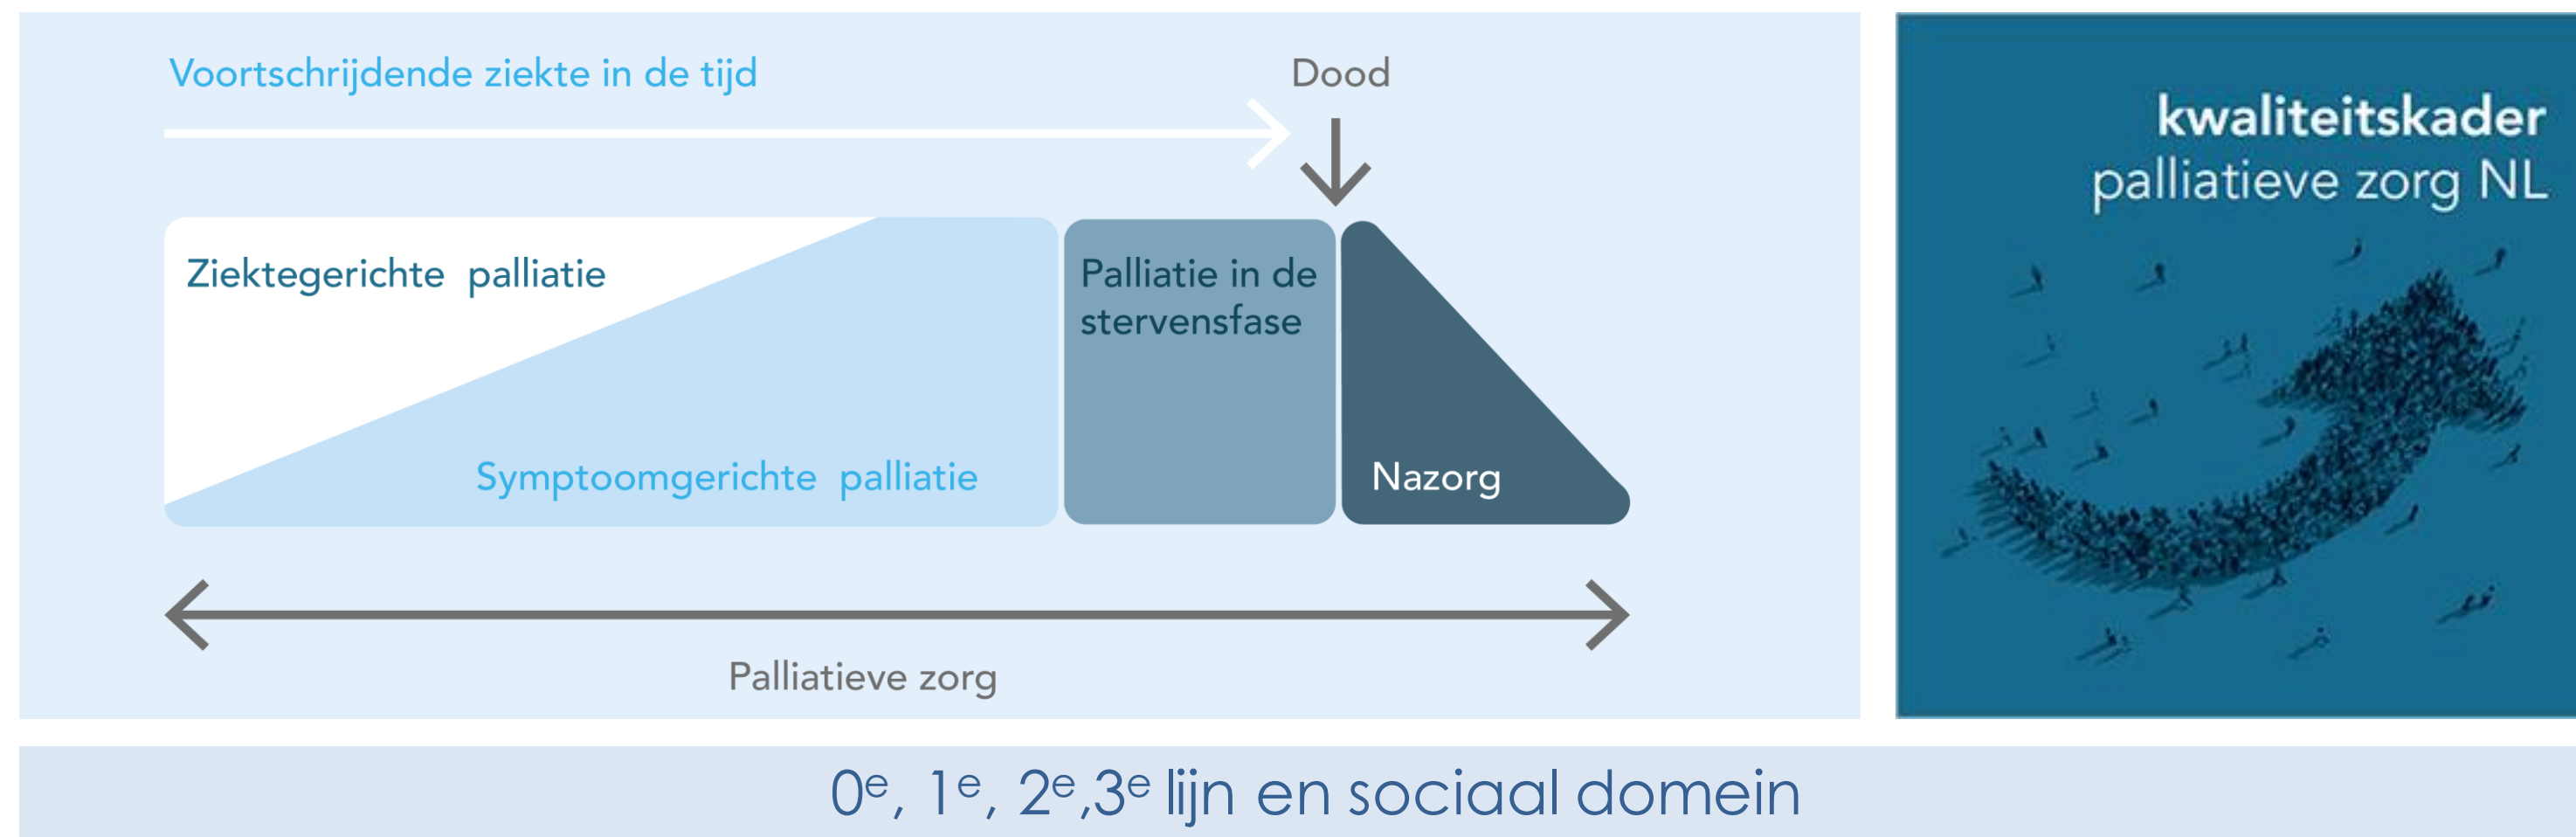 Voortschrijdende ziekte in de tijd
Dood
Ziektegerichte palliatie
Symptoomgerichte palliatie
Palliatie in de
stervensfase
Nazorg
Palliatieve zorg
kwaliteitskader
palliatieve zorg NL
0e, 1e, 2e,3e lijn en sociaal domein